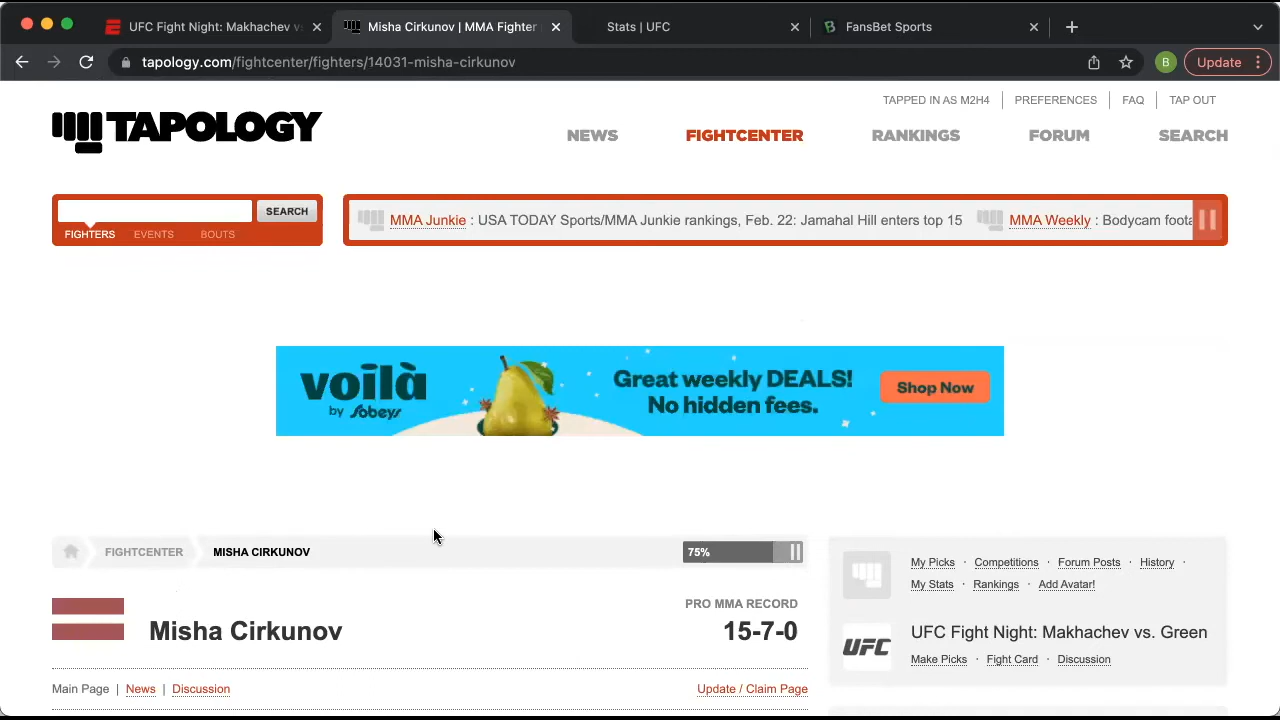 UFC Fight Night: Makhachev vs
Misha Cirkunov | MMA Fighter
Stats | UFC
FansBet Sports
tapology.com/fightcenter/fighters/14031-misha-cirkunov
B
Update
TAPPED IN AS M2H4 | PREFERENCES | FAQ | TAP OUT
TAPOLOGY
NEWS FIGHTCENTER RANKINGS FORUM SEARCH
SEARCH
FIGHTERS EVENTS BOUTS
MMA Junkie : USA TODAY Sports/MMA Junkie rankings, Feb. 22: Jamahal Hill enters top 15 MMA Weekly : Bodycam foota
voilà
by Sobeys
Great weekly DEALS!
No hidden fees.
Shop Now
FIGHTCENTER MISHA CIRKUNOV
75%
Misha Cirkunov
PRO MMA RECORD
15-7-0
Main Page | News | Discussion
Update / Claim Page
My Picks · Competitions · Forum Posts · History ·
My Stats · Rankings · Add Avatar!
UFC
UFC Fight Night: Makhachev vs. Green
Make Picks · Fight Card · Discussion